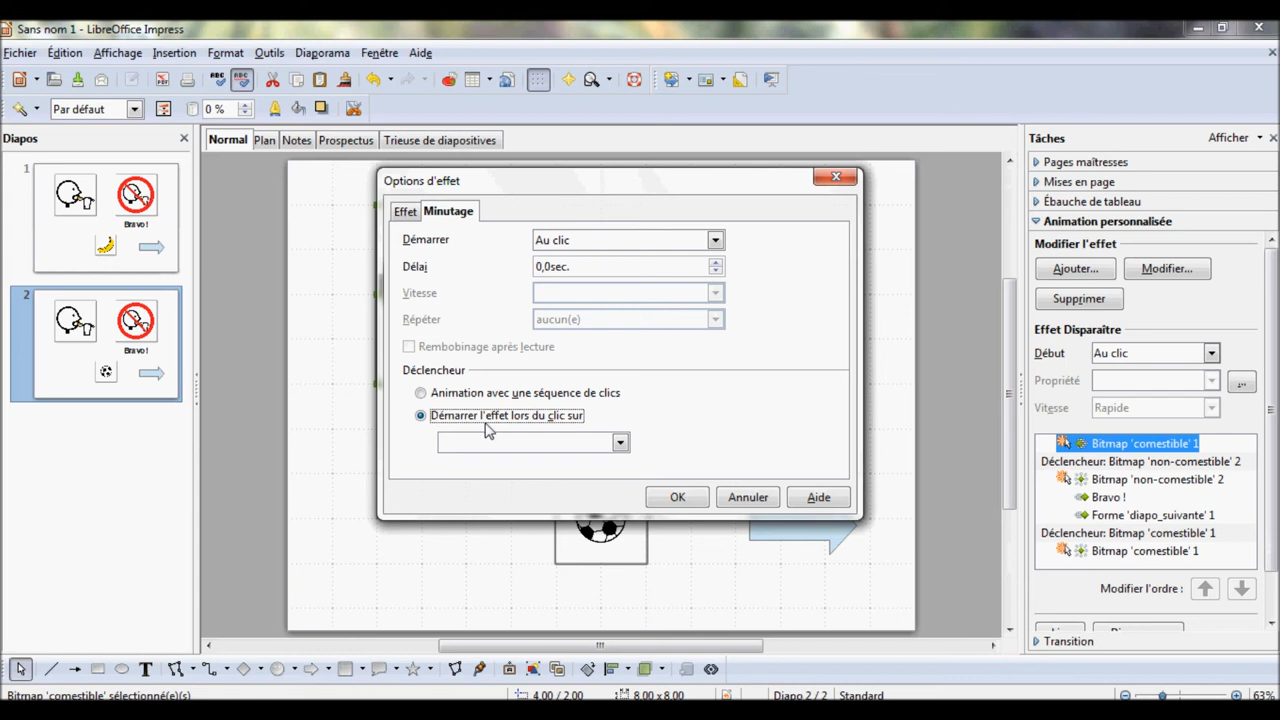 Sans nom 1 - LibreOffice Impress
Fichier Édition Affichage Insertion Format Outils Diaporama Fenêtre Aide
Par défaut 0 %
Diapos
Normal Plan Notes Prospectus Trieuse de diapositives
1
Bravo !
2
Bravo !
Options d'effet
Effet Minutage
Démarrer Au clic
Délai 0,0sec.
Vitesse
Répéter aucun(e)
Rembobinage après lecture
Déclencheur
Animation avec une séquence de clics
Démarrer l'effet lors du clic sur
OK Annuler Aide
Tâches Afficher
Pages maîtresses
Mises en page
Ébauche de tableau
Animation personnalisée
Modifier l'effet
Ajouter... Modifier...
Supprimer
Effet Disparaître
Début Au clic
Propriété ...
Vitesse Rapide
Bitmap 'comestible' 1
Déclencheur: Bitmap 'non-comestible' 2
Bitmap 'non-comestible' 2
Bravo !
Forme 'diapo_suivante' 1
Déclencheur: Bitmap 'comestible' 1
Bitmap 'comestible' 1
Modifier l'ordre :
Transition
Bitmap 'comestible' sélectionné(e)(s) 4.00 / 2.00 8.00 x 8.00 Diapo 2 / 2 Standard 63%